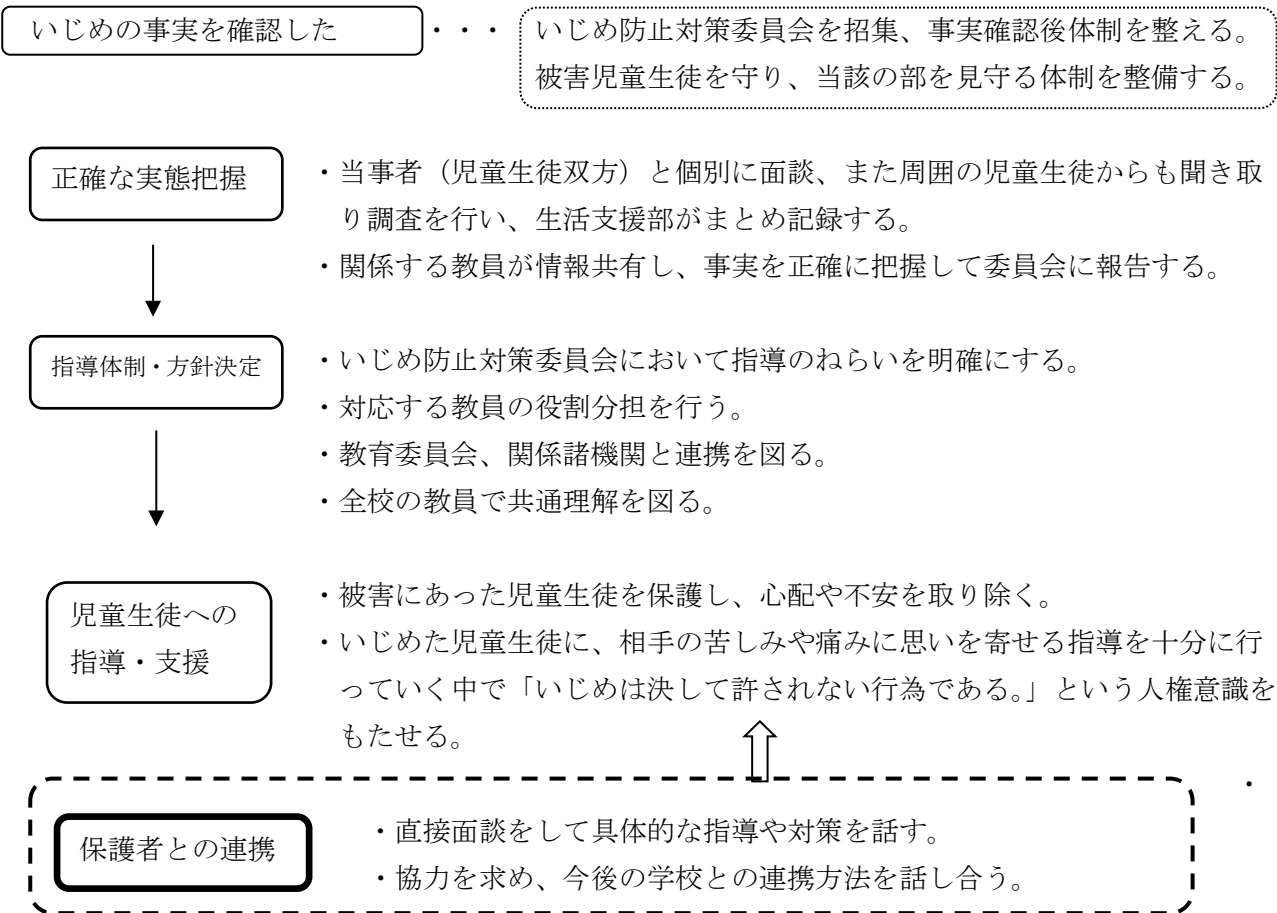 いじめの事実を確認した ・・・ いじめ防止対策委員会を招集、事実確認後体制を整える。
被害児童生徒を守り、当該の部を見守る体制を整備する。
正確な実態把握
・当事者（児童生徒双方）と個別に面談、また周囲の児童生徒からも聞き取
り調査を行い、生活支援部がまとめ記録する。
・関係する教員が情報共有し、事実を正確に把握して委員会に報告する。
指導体制・方針決定
・いじめ防止対策委員会において指導のねらいを明確にする。
・対応する教員の役割分担を行う。
・教育委員会、関係諸機関と連携を図る。
・全校の教員で共通理解を図る。
児童生徒への
指導・支援
・被害にあった児童生徒を保護し、心配や不安を取り除く。
・いじめた児童生徒に、相手の苦しみや痛みに思いを寄せる指導を十分に行
っていく中で「いじめは決して許されない行為である。」という人権意識を
もたせる。
・
保護者との連携
・直接面談をして具体的な指導や対策を話す。
・協力を求め、今後の学校との連携方法を話し合う。